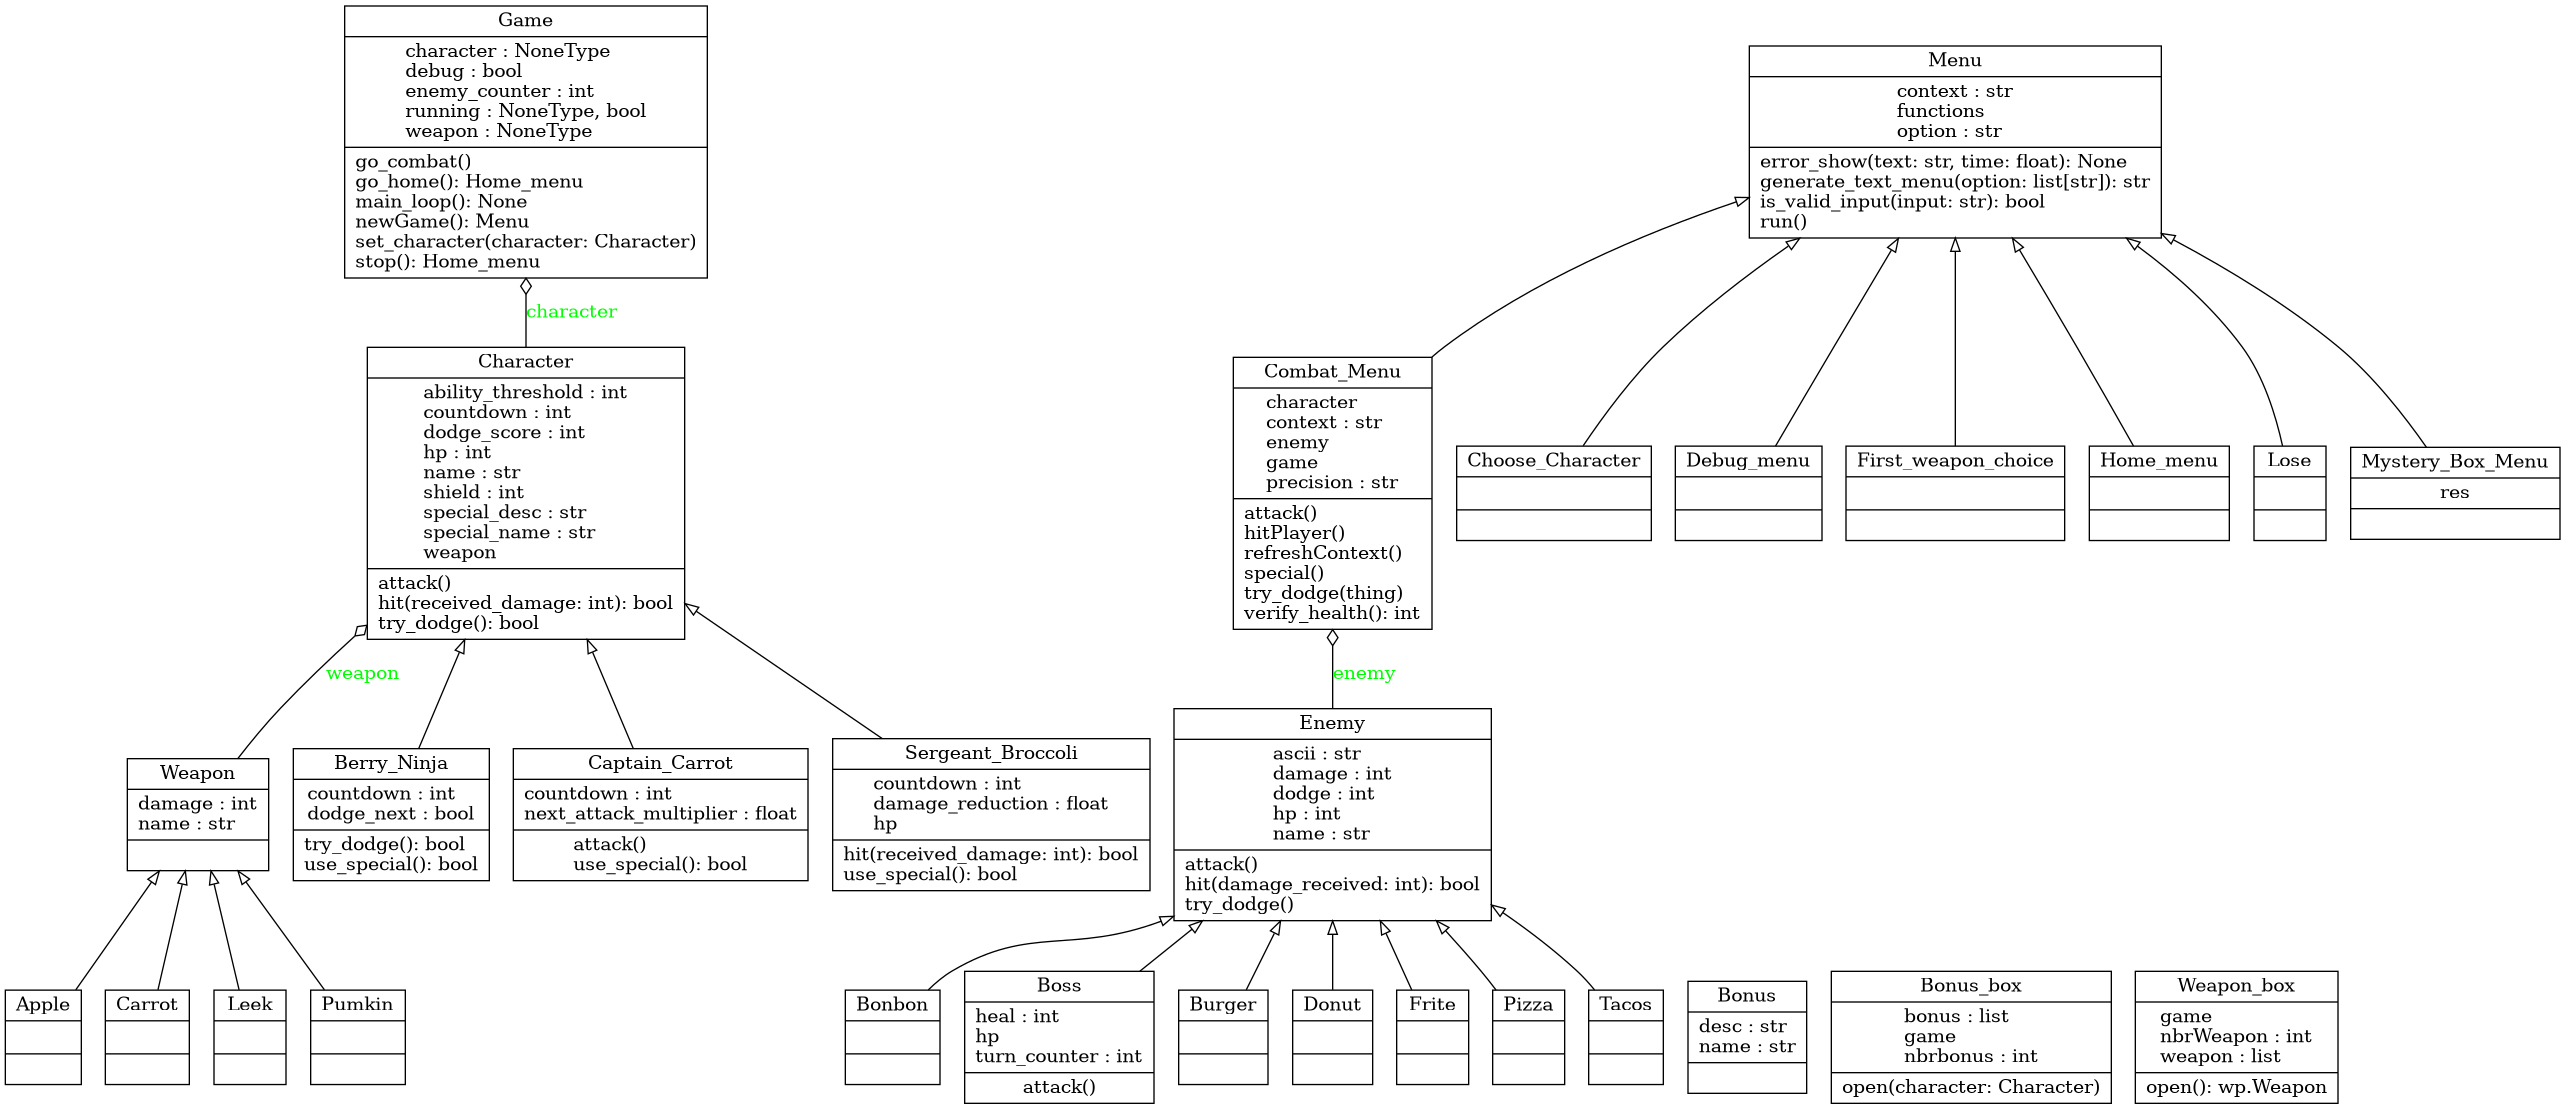 Game
character : NoneType
debug : bool
enemy_counter : int
running : NoneType, bool
weapon : NoneType
go_combat()
go_home(): Home_menu
main_loop(): None
newGame(): Menu
set_character(character: Character)
stop(): Home_menu
Menu
context : str
functions
option : str
error_show(text: str, time: float): None
generate_text_menu(option: list[str]): str
is_valid_input(input: str): bool
run()
character
Character
ability_threshold : int
countdown : int
dodge_score : int
hp : int
name : str
shield : int
special_desc : str
special_name : str
weapon
attack()
hit(received_damage: int): bool
try_dodge(): bool
Combat_Menu
character
context : str
enemy
game
precision : str
attack()
hitPlayer()
refreshContext()
special()
try_dodge(thing)
verify_health(): int
Choose_Character
Debug_menu
First_weapon_choice
Home_menu
Lose
Mystery_Box_Menu
res
weapon
enemy
Weapon
damage : int
name : str
Berry_Ninja
countdown : int
dodge_next : bool
try_dodge(): bool
use_special(): bool
Captain_Carrot
countdown : int
next_attack_multiplier : float
attack()
use_special(): bool
Sergeant_Broccoli
countdown : int
damage_reduction : float
hp
hit(received_damage: int): bool
use_special(): bool
Enemy
ascii : str
damage : int
dodge : int
hp : int
name : str
attack()
hit(damage_received: int): bool
try_dodge()
Apple
Carrot
Leek
Pumkin
Bonbon
Boss
heal : int
hp
turn_counter : int
attack()
Burger
Donut
Frite
Pizza
Tacos
Bonus
desc : str
name : str
Bonus_box
bonus : list
game
nbrbonus : int
open(character: Character)
Weapon_box
game
nbrWeapon : int
weapon : list
open(): wp.Weapon